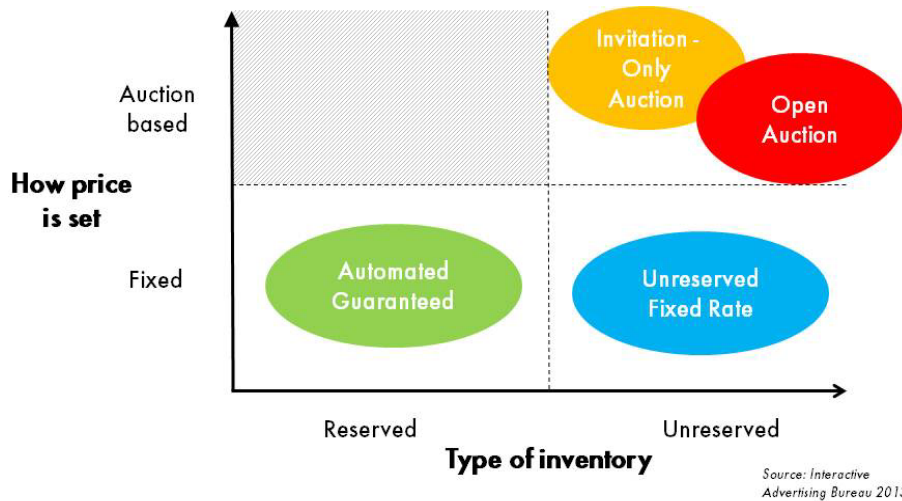 Auction
based
How price
is set
Fixed
Invitation -
Only
Auction
Open
Auction
Automated
Guaranteed
Unreserved
Fixed Rate
Reserved
Unreserved
Type of inventory
Source: Interactive
Advertising Bureau